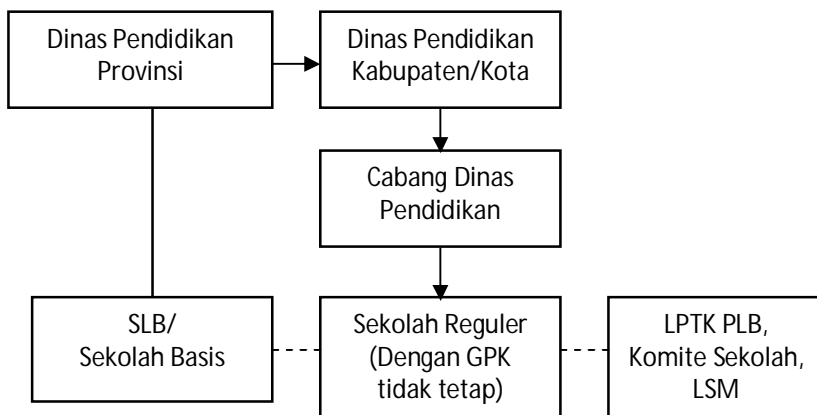 Dinas Pendidikan
Provinsi
Dinas Pendidikan
Kabupaten/Kota
Cabang Dinas
Pendidikan
SLB/
Sekolah Basis
Sekolah Reguler
(Dengan GPK
tidak tetap)
LPTK PLB,
Komite Sekolah,
LSM